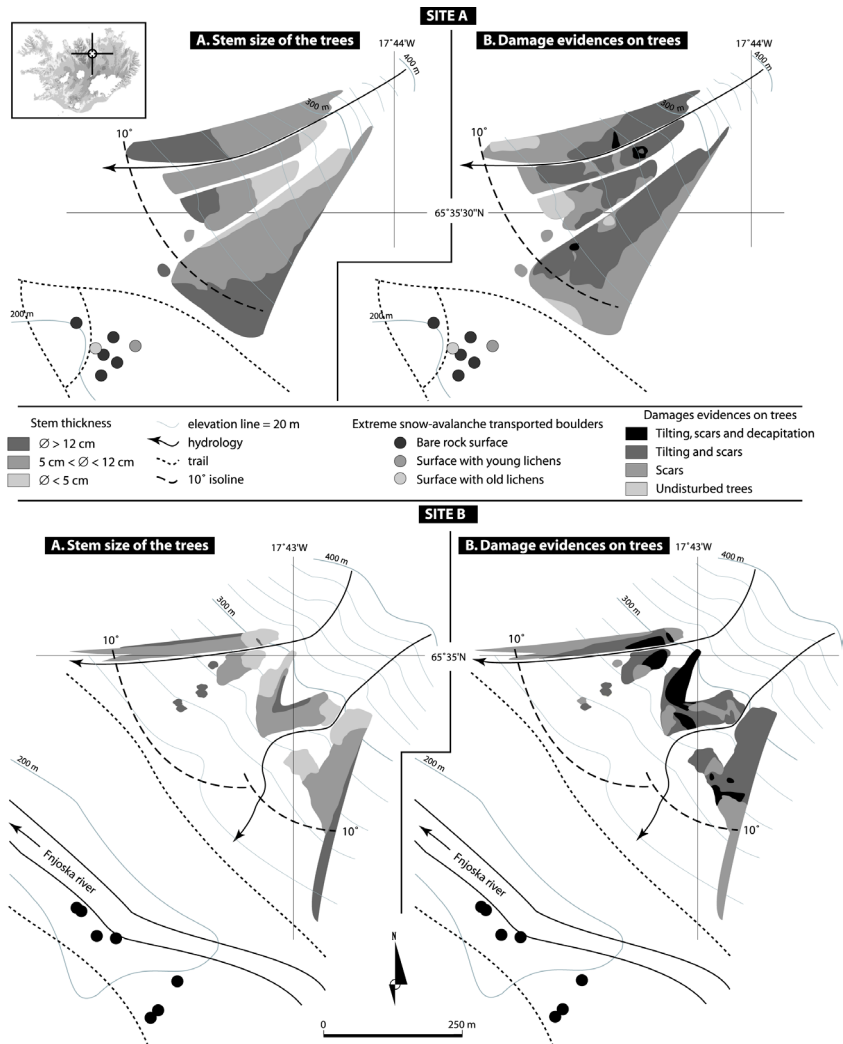 SITE A
A. Stem size of the trees
17°44'W
400 m
300 m
10°
B. Damage evidences on trees
17°44'W
400 m
300 m
10°
65°35'30"N
200 m
200 m
Stem thickness
Ø > 12 cm
5 cm < Ø < 12 cm
Ø < 5 cm
elevation line = 20 m
hydrology
trail
10° isoline
Extreme snow-avalanche transported boulders
Bare rock surface
Surface with young lichens
Surface with old lichens
Damages evidences on trees
Tilting, scars and decapitation
Tilting and scars
Scars
Undisturbed trees
SITE B
A. Stem size of the trees
17°43'W
400 m
300 m
10°
B. Damage evidences on trees
17°43'W
400 m
300 m
10°
65°35'N
200 m
10°
Fnjoska river
200 m
10°
Fnjoska river
N
0 250 m